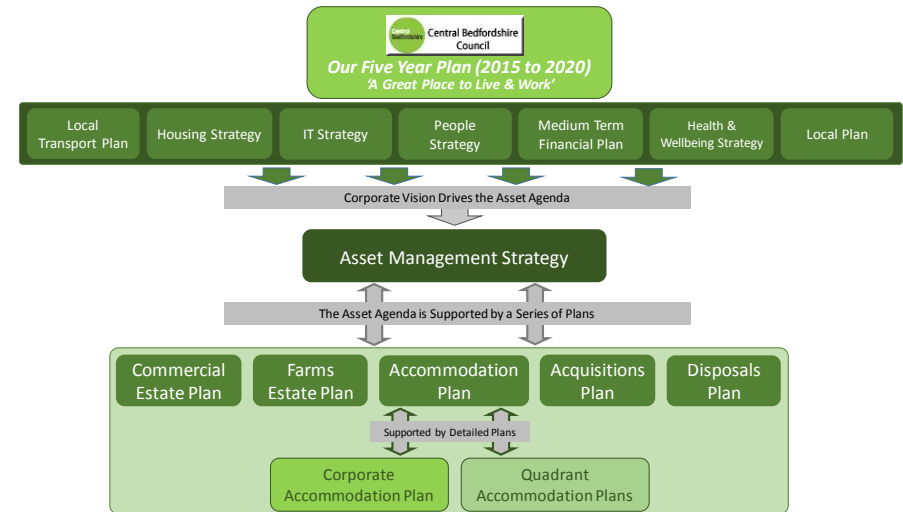 Central
Bedfordshire
Central Bedfordshire
Council
Our Five Year Plan (2015 to 2020)
‘A Great Place to Live & Work’
Local
Transport Plan
Housing Strategy
IT Strategy
People
Strategy
Medium Term
Financial Plan
Health &
Wellbeing Strategy
Local Plan
Corporate Vision Drives the Asset Agenda
Asset Management Strategy
The Asset Agenda is Supported by a Series of Plans
Commercial
Estate Plan
Farms
Estate Plan
Accommodation
Plan
Acquisitions
Plan
Disposals
Plan
Supported by Detailed Plans
Corporate
Accommodation Plan
Quadrant
Accommodation Plans